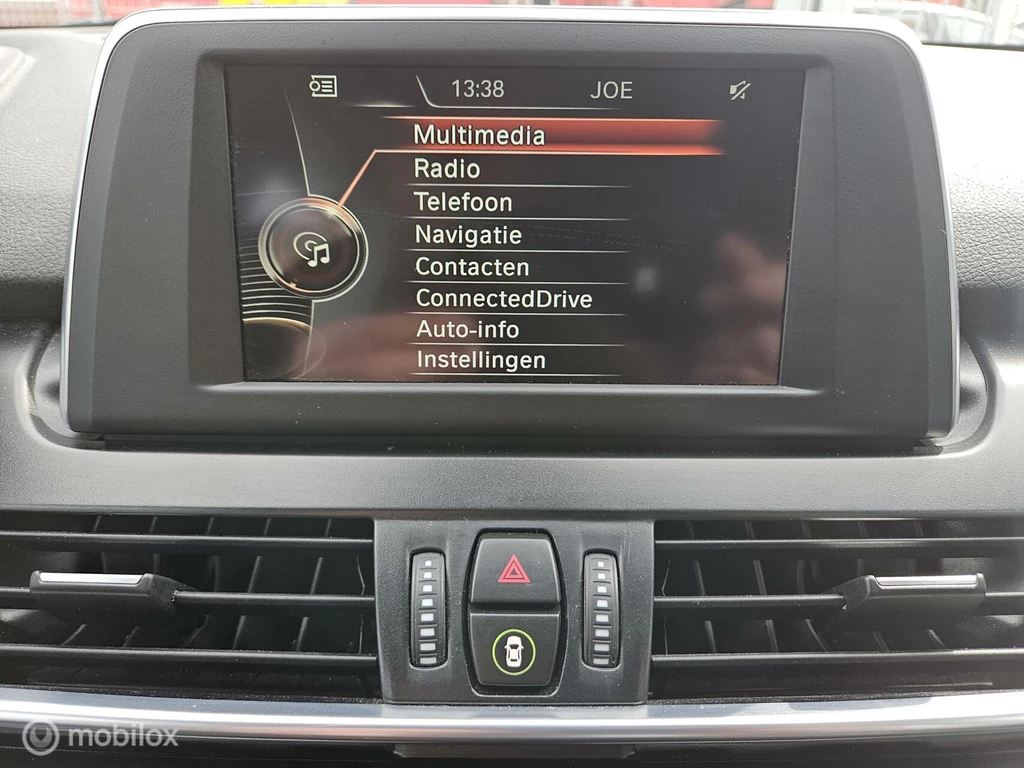 13:38 JOE
Multimedia
Radio
Telefoon
Navigatie
Contacten
ConnectedDrive
Auto-info
Instellingen
mobilox